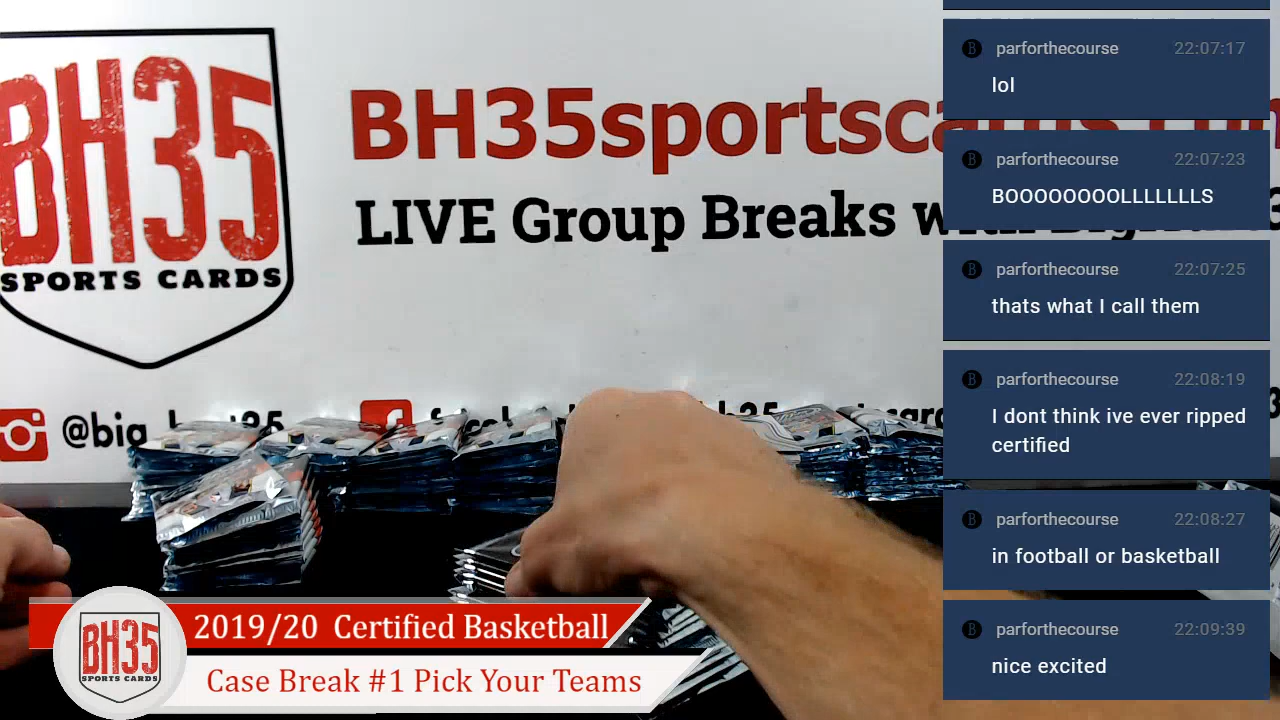 BH35
SPORTS CARDS
BH35sportscards.com
LIVE Group Breaks with
2019/20 Certified Basketball
Case Break #1 Pick Your Teams
BH35
SPORTS CARDS
parforthecourse 22:07:17
lol
parforthecourse 22:07:23
BOOOOOOOOLLLLLLLS
parforthecourse 22:07:25
thats what I call them
parforthecourse 22:08:19
I dont think ive ever ripped
certified
parforthecourse 22:08:27
in football or basketball
parforthecourse 22:09:39
nice excited